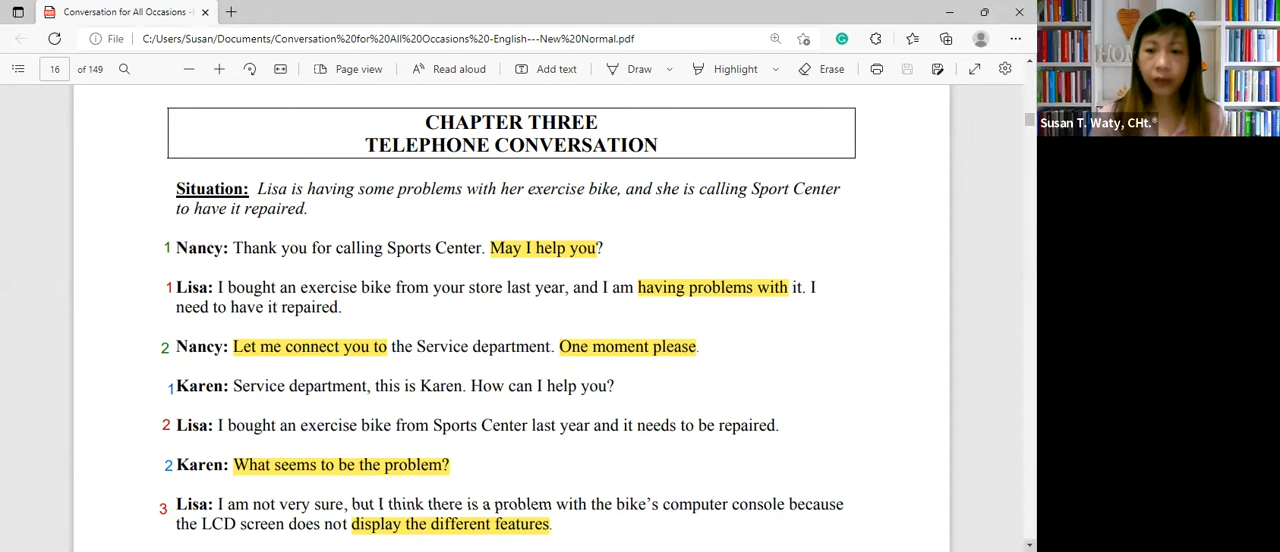 Conversation for All Occasions - E
File C:/Users/Susan/Documents/Conversation%20for%20All%20Occasions%20-English---New%20Normal.pdf
16 of 149 Page view Read aloud Add text Draw Highlight Erase
Susan T. Waty, CHt.®
CHAPTER THREE
TELEPHONE CONVERSATION
Situation: Lisa is having some problems with her exercise bike, and she is calling Sport Center
to have it repaired.
1 Nancy: Thank you for calling Sports Center. May I help you?
1 Lisa: I bought an exercise bike from your store last year, and I am having problems with it. I
need to have it repaired.
2 Nancy: Let me connect you to the Service department. One moment please.
1 Karen: Service department, this is Karen. How can I help you?
2 Lisa: I bought an exercise bike from Sports Center last year and it needs to be repaired.
2 Karen: What seems to be the problem?
3 Lisa: I am not very sure, but I think there is a problem with the bike's computer console because
the LCD screen does not display the different features.